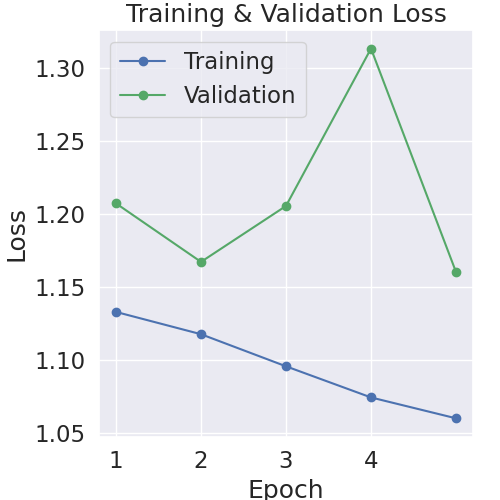 Training & Validation Loss
Training
Validation
Loss
1.30
1.25
1.20
1.15
1.10
1.05
1 2 3 4
Epoch